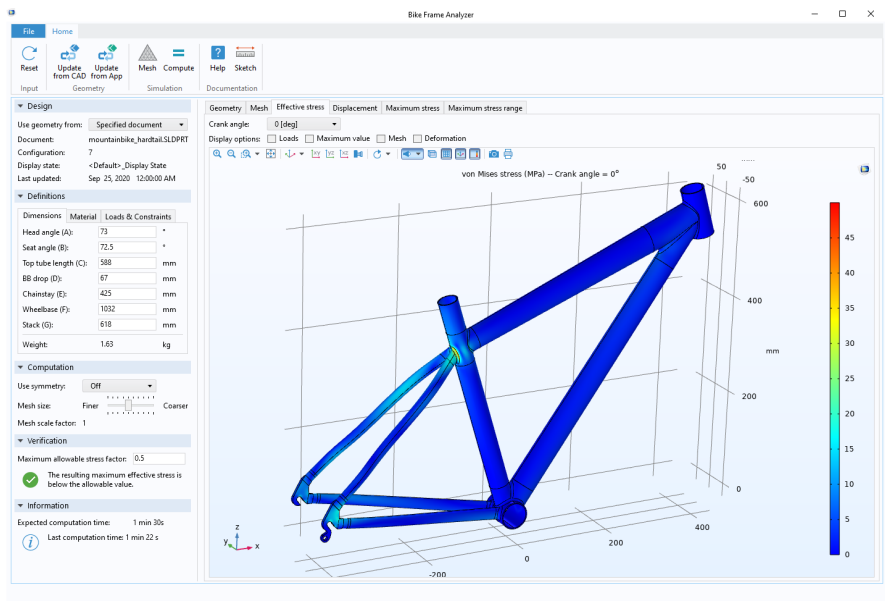 Bike Frame Analyzer
File Home
Reset
Update from CAD
Update from App
Mesh
Compute
Help
Sketch
Input
Geometry
Simulation
Documentation
Design
Use geometry from: Specified document
Document: mountainbike_hardtail.SLDPRT
Configuration: 7
Display state: <Default>_Display State
Last updated: Sep 25, 2020 12:00:00 AM
Definitions
Dimensions Material Loads & Constraints
Head angle (A): 73 °
Seat angle (B): 72.5 °
Top tube length (C): 588 mm
BB drop (D): 67 mm
Chainstay (E): 425 mm
Wheelbase (F): 1032 mm
Stack (G): 618 mm
Weight: 1.63 kg
Computation
Use symmetry: Off
Mesh size: Finer Coarser
Mesh scale factor: 1
Verification
Maximum allowable stress factor: 0.5
The resulting maximum effective stress is
below the allowable value.
Information
Expected computation time: 1 min 30s
Last computation time: 1 min 22 s
Geometry Mesh Effective stress Displacement Maximum stress Maximum stress range
Crank angle: 0 [deg]
Display options: Loads Maximum value Mesh Deformation
von Mises stress (MPa) -- Crank angle = 0°
50
-50
600
400
mm
200
0
400
200
0
-200
z
y
x
45
40
35
30
25
20
15
10
5
0